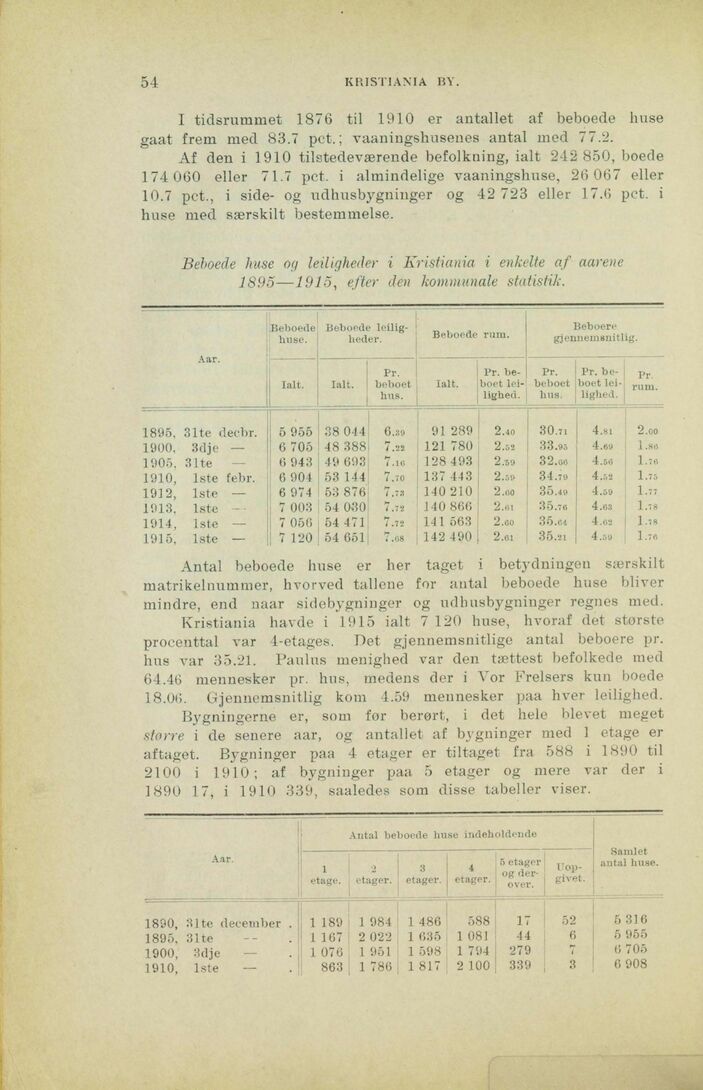 54 KRISTIANIA BY.
I tidsrummet 1876 til 1910 er antallet af beboede huse
gaat frem med 83.7 pct.; vaaningshusenes antal med 77.2.
Af den i 1910 tilstedeværende befolkning, ialt 242 850, boede
174 060 eller 71.7 pct. i almindelige vaaningshuse, 26 067 eller
10.7 pct., i side- og udhusbygninger og 42 723 eller 17.6 pct. i
huse med særskilt bestemmelse.
Beboede huse og leiligheder i Kristiania i enkelte af aarene
1895—1915, efter den kommunale statistik.
Aar. Beboede huse. Beboede leiligheder. Beboede rum. Beboere gjennemsnitlig.
Ialt. Ialt. Pr. beboet hus. Ialt. Pr. beboet leilighed. Pr. beboet hus. Pr. beboet leilighed. Pr. rum.
1895, 31te decbr. 5 955 38 044 6.39 91 289 2.40 30.71 4.81 2.00
1900, 3dje — 6 705 48 388 7.22 121 780 2.52 33.95 4.69 1.86
1905, 31te — 6 943 49 693 7.16 128 493 2.59 32.66 4.56 1.76
1910, 1ste febr. 6 904 53 144 7.70 137 443 2.59 34.79 4.52 1.75
1912, 1ste — 6 974 53 876 7.73 140 210 2.60 35.49 4.59 1.77
1913, 1ste — 7 003 54 030 7.72 140 866 2.61 35.76 4.63 1.78
1914, 1ste — 7 056 54 471 7.72 141 563 2.60 35.64 4.62 1.78
1915, 1ste — 7 120 54 651 7.68 142 490 2.61 35.21 4.59 1.76
Antal beboede huse er her taget i betydningen særskilt
matrikelnummer, hvorved tallene for antal beboede huse bliver
mindre, end naar sidebygninger og udhusbygninger regnes med.
Kristiania havde i 1915 ialt 7 120 huse, hvoraf det største
procenttal var 4-etages. Det gjennemsnitlige antal beboere pr.
hus var 35.21. Paulus menighed var den tættest befolkede med
64.46 mennesker pr. hus, medens der i Vor Frelsers kun boede
18.06. Gjennemsnitlig kom 4.59 mennesker paa hver leilighed.
Bygningerne er, som før berørt, i det hele blevet meget
større i de senere aar, og antallet af bygninger med 1 etage er
aftaget. Bygninger paa 4 etager er tiltaget fra 588 i 1890 til
2100 i 1910; af bygninger paa 5 etager og mere var der i
1890 17, i 1910 339, saaledes som disse tabeller viser.
Aar. Antal beboede huse indeholdende Samlet antal huse.
1 etage. 2 etager. 3 etager. 4 etager. 5 etager og derover. Uopgivet.
1890, 31te december . 1 189 1 984 1 486 588 17 52 5 316
1895, 31te — . 1 167 2 022 1 635 1 081 44 6 5 955
1900, 3dje — . 1 076 1 951 1 598 1 794 279 7 6 705
1910, 1ste — . 863 1 786 1 817 2 100 339 3 6 908